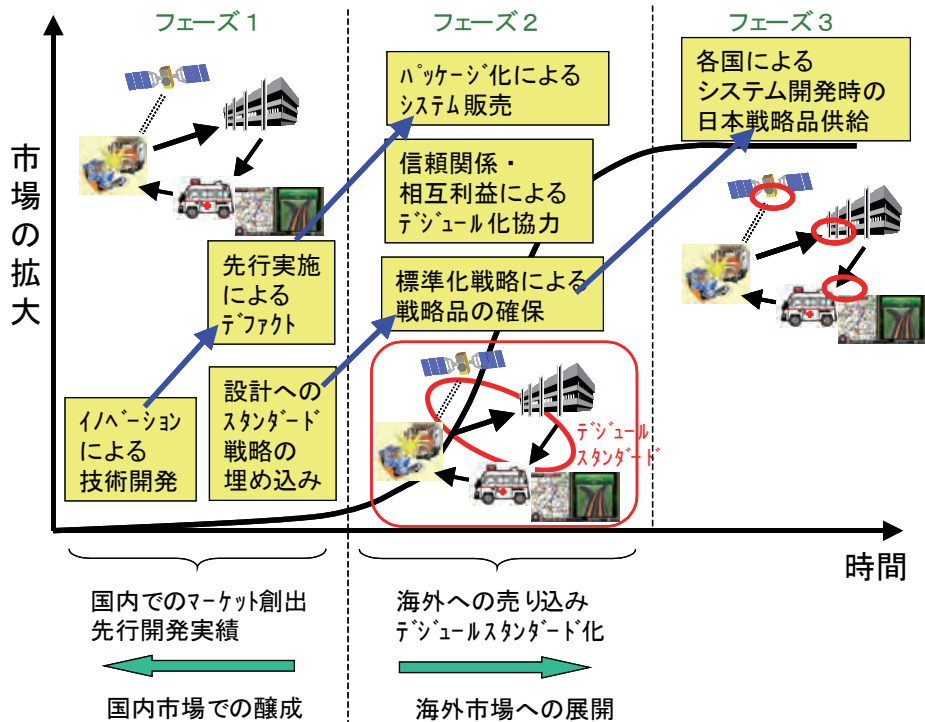 フェーズ1
フェーズ2
フェーズ3
市場の拡大
ﾊﾟｯｹｰｼﾞ化による
システム販売
各国による
システム開発時の
日本戦略品供給
信頼関係・
相互利益による
ﾃﾞｼﾞｭｰﾙ化協力
先行実施
による
ﾃﾞﾌｧｸﾄ
標準化戦略による
戦略品の確保
ｲﾉﾍﾞｰｼｮﾝ
による
技術開発
設計への
ｽﾀﾝﾀﾞｰﾄﾞ
戦略の
埋め込み
ﾃﾞｼﾞｭｰﾙ
ｽﾀﾝﾀﾞｰﾄﾞ
時間
国内でのﾏｰｹｯﾄ創出
先行開発実績
海外への売り込み
ﾃﾞｼﾞｭｰﾙｽﾀﾝﾀﾞｰﾄﾞ化
国内市場での醸成
海外市場への展開